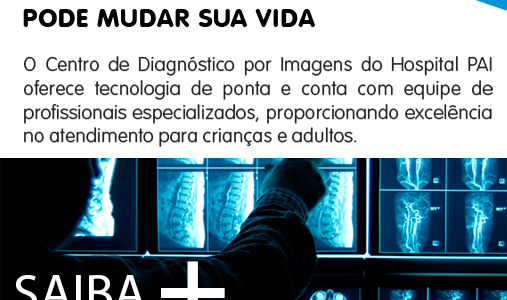 PODE MUDAR SUA VIDA
O Centro de Diagnóstico por Imagens do Hospital PAI
oferece tecnologia de ponta e conta com equipe de
profissionais especializados, proporcionando excelência
no atendimento para crianças e adultos.
SAIBA +